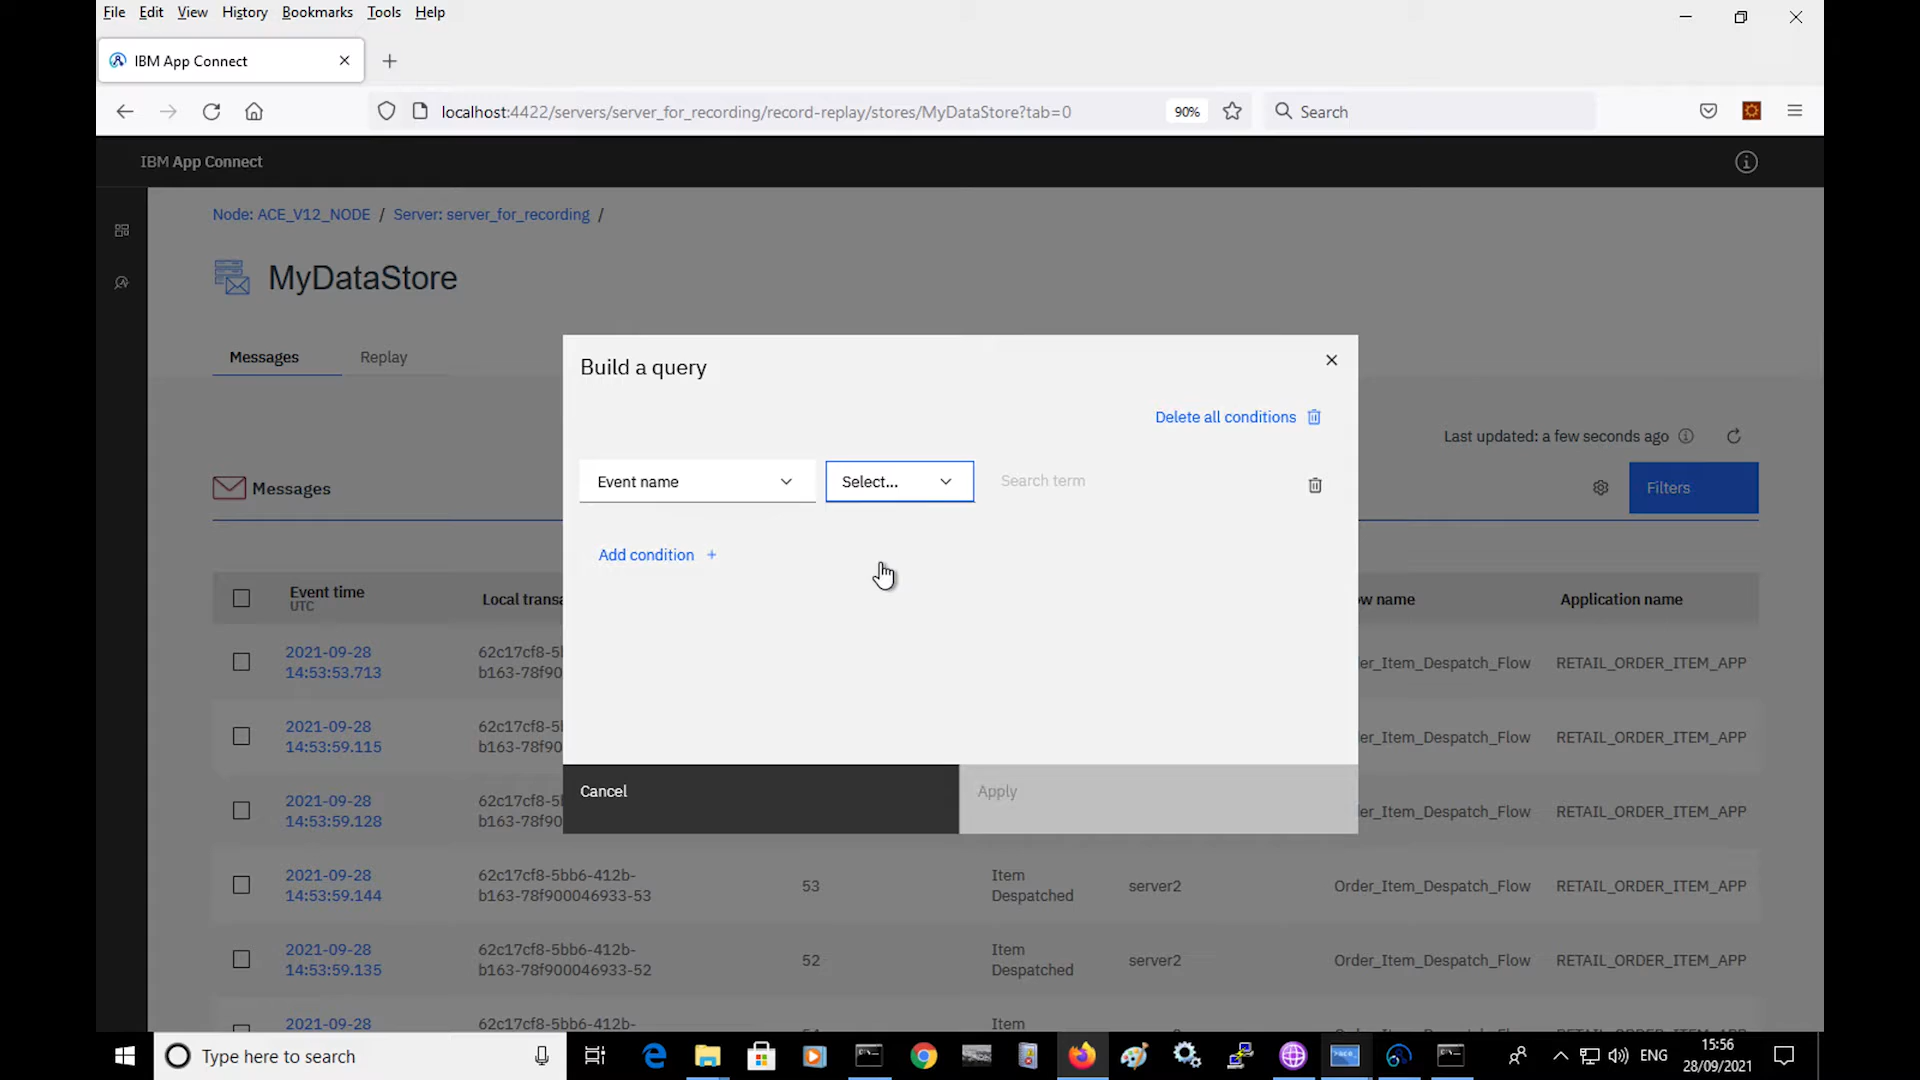 File Edit View History Bookmarks Tools Help
IBM App Connect
localhost:4422/servers/server_for_recording/record-replay/stores/MyDataStore?tab=0
90%
Search
IBM App Connect
Node: ACE_V12_NODE / Server: server_for_recording /
MyDataStore
Messages Replay
Build a query
Delete all conditions
Last updated: a few seconds ago
Event name Select... Search term
Messages
Filters
Add condition +
Event time
UTC
Local transa
ow name
Application name
2021-09-28
14:53:53.713
62c17cf8-5
b163-78f900
er_Item_Despatch_Flow
RETAIL_ORDER_ITEM_APP
2021-09-28
14:53:59.115
62c17cf8-5
b163-78f900
er_Item_Despatch_Flow
RETAIL_ORDER_ITEM_APP
Cancel
Apply
2021-09-28
14:53:59.128
62c17cf8-5
b163-78f900
er_Item_Despatch_Flow
RETAIL_ORDER_ITEM_APP
2021-09-28
14:53:59.144
62c17cf8-5bb6-412b-
b163-78f900046933-53
53
Item
Despatched
server2
Order_Item_Despatch_Flow
RETAIL_ORDER_ITEM_APP
2021-09-28
14:53:59.135
62c17cf8-5bb6-412b-
b163-78f900046933-52
52
Item
Despatched
server2
Order_Item_Despatch_Flow
RETAIL_ORDER_ITEM_APP
2021-09-28
62c17cf8-5bb6-412b-
Item
Type here to search
ENG
15:56
28/09/2021